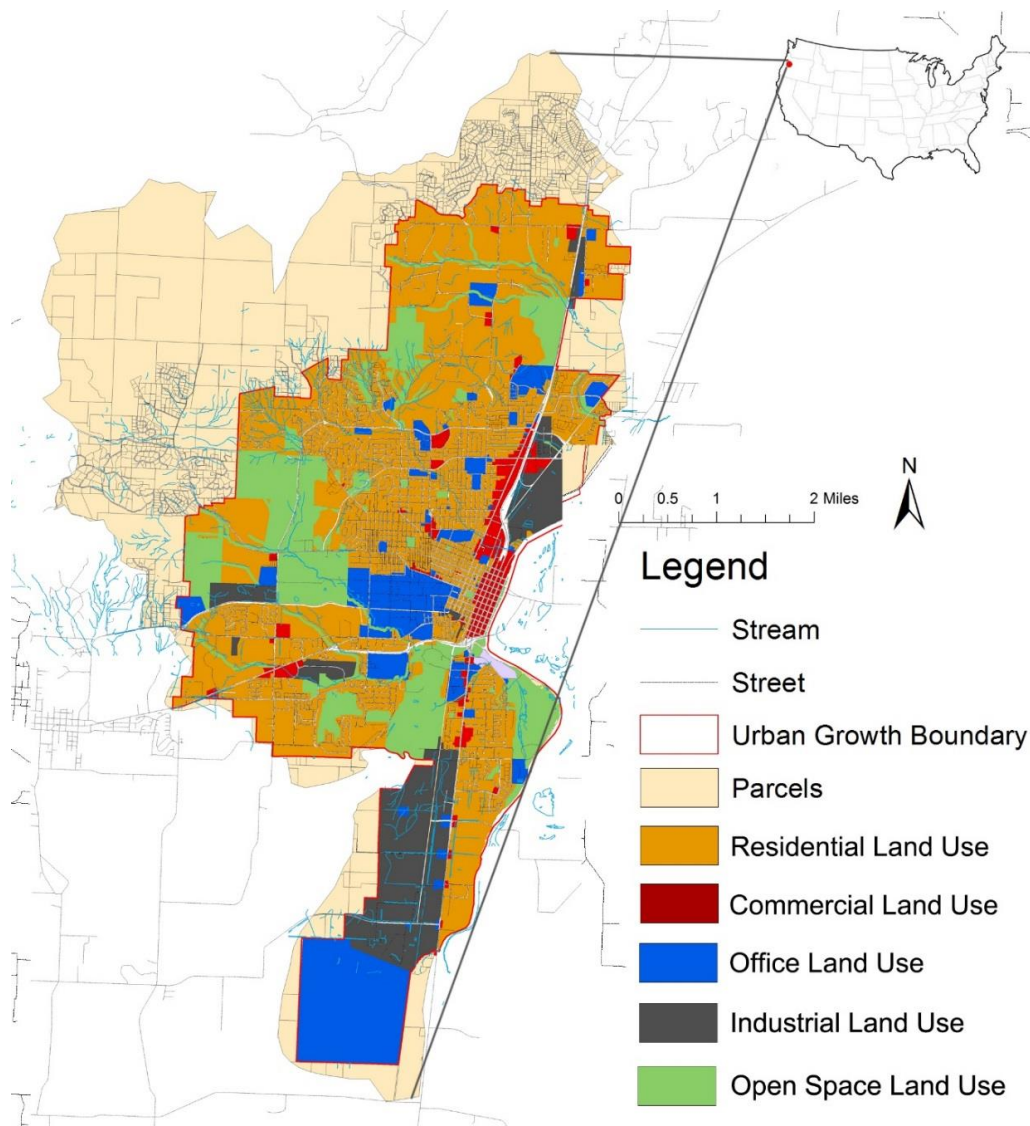 N
0 0.5 1 2 Miles
Legend
Stream
Street
Urban Growth Boundary
Parcels
Residential Land Use
Commercial Land Use
Office Land Use
Industrial Land Use
Open Space Land Use